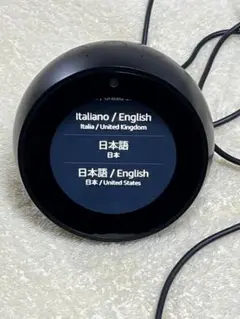 Italiano / English
Italia / United Kingdom
日本語
日本
日本語 / English
日本 / United States